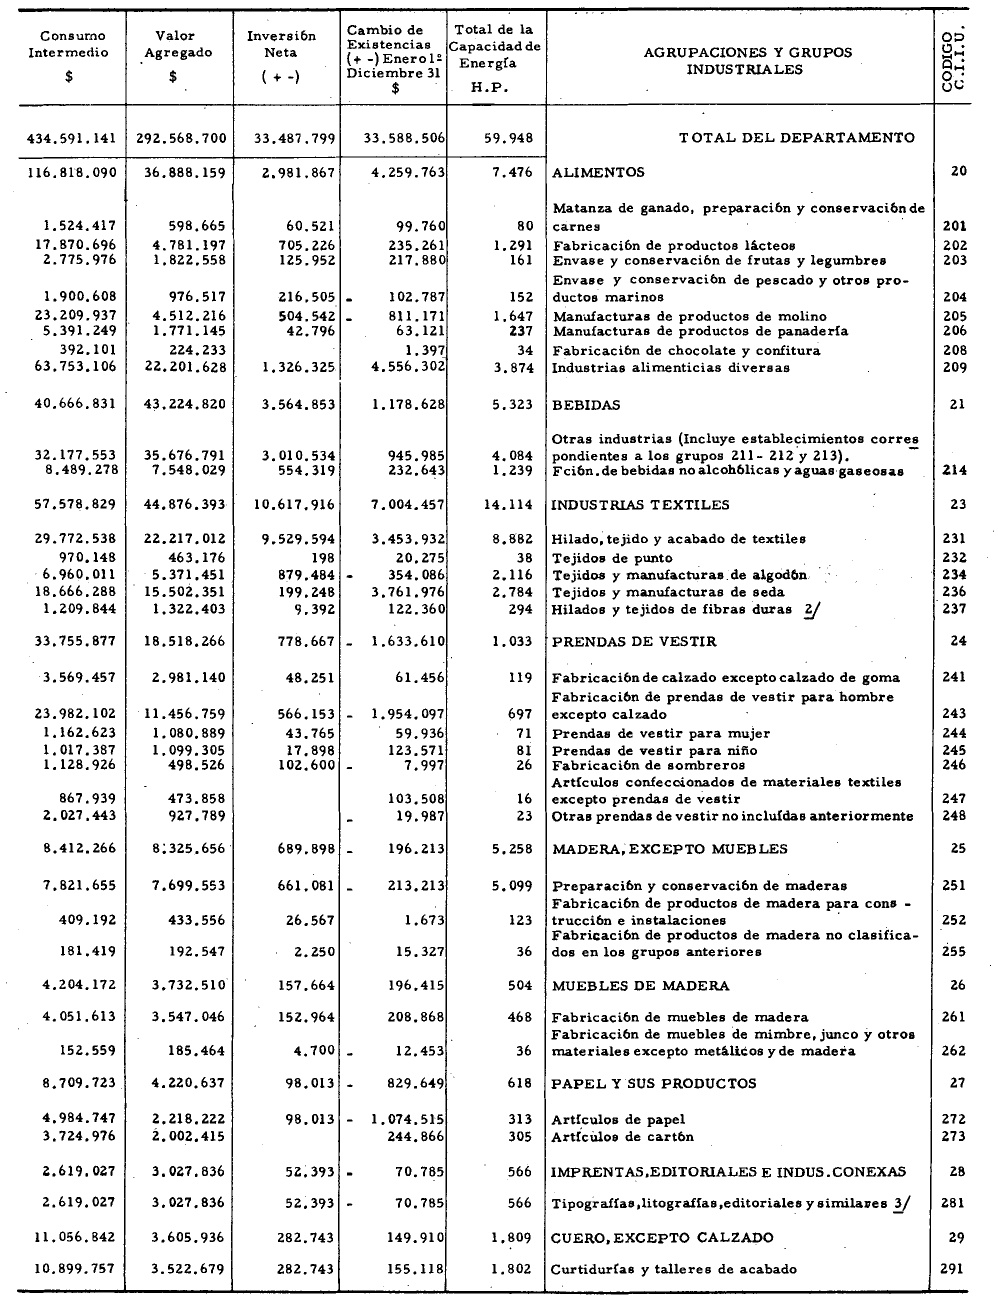 Consumo Intermedio $ | Valor Agregado $ | Inversión Neta ( + -) | Cambio de Existencias (+ -) Enero 1º Diciembre 31 $ | Total de la Capacidad de Energía H.P. | AGRUPACIONES Y GRUPOS INDUSTRIALES | CODIGO C.I.I.U.
434.591.141 292.568.700 33.487.799 33.588.506 59.948 TOTAL DEL DEPARTAMENTO
116.818.090 36.888.159 2.981.867 4.259.763 7.476 ALIMENTOS 20
Matanza de ganado, preparación y conservación de
1.524.417 598.665 60.521 99.760 80 carnes 201
17.870.696 4.781.197 705.226 235.261 1.291 Fabricación de productos lácteos 202
2.775.976 1.822.558 125.952 217.880 161 Envase y conservación de frutas y legumbres 203
Envase y conservación de pescado y otros pro-
1.900.608 976.517 216.505 - 102.787 152 ductos marinos 204
23.209.937 4.512.216 504.542 - 811.171 1.647 Manufacturas de productos de molino 205
5.391.249 1.771.145 42.796 63.121 237 Manufacturas de productos de panadería 206
392.101 224.233 1.397 34 Fabricación de chocolate y confitura 208
63.753.106 22.201.628 1.326.325 4.556.302 3.874 Industrias alimenticias diversas 209
40.666.831 43.224.820 3.564.853 1.178.628 5.323 BEBIDAS 21
Otras industrias (Incluye establecimientos corres
32.177.553 35.676.791 3.010.534 945.985 4.084 pondientes a los grupos 211- 212 y 213).
8.489.278 7.548.029 554.319 232.643 1.239 Fción. de bebidas no alcohólicas y aguas gaseosas 214
57.578.829 44.876.393 10.617.916 7.004.457 14.114 INDUSTRIAS TEXTILES 23
29.772.538 22.217.012 9.529.594 3.453.932 8.882 Hilado, tejido y acabado de textiles 231
970.148 463.176 198 20.275 38 Tejidos de punto 232
6.960.011 5.371.451 879.484 - 354.086 2.116 Tejidos y manufacturas de algodón 234
18.666.288 15.502.351 199.248 3.761.976 2.784 Tejidos y manufacturas de seda 236
1.209.844 1.322.403 9.392 122.360 294 Hilados y tejidos de fibras duras 2/ 237
33.755.877 18.518.266 778.667 - 1.633.610 1.033 PRENDAS DE VESTIR 24
3.569.457 2.981.140 48.251 61.456 119 Fabricación de calzado excepto calzado de goma 241
Fabricación de prendas de vestir para hombre
23.982.102 11.456.759 566.153 - 1.954.097 697 excepto calzado 243
1.162.623 1.080.889 43.765 59.936 71 Prendas de vestir para mujer 244
1.017.387 1.099.305 17.898 123.571 81 Prendas de vestir para niño 245
1.128.926 498.526 102.600 - 7.997 26 Fabricación de sombreros 246
Artículos confeccionados de materiales textiles
867.939 473.858 103.508 16 excepto prendas de vestir 247
2.027.443 927.789 - 19.987 23 Otras prendas de vestir no incluídas anteriormente 248
8.412.266 8.325.656 689.898 - 196.213 5.258 MADERA, EXCEPTO MUEBLES 25
7.821.655 7.699.553 661.081 - 213.213 5.099 Preparación y conservación de maderas 251
Fabricación de productos de madera para cons -
409.192 433.556 26.567 1.673 123 trucción e instalaciones 252
Fabricación de productos de madera no clasifica-
181.419 192.547 2.250 15.327 36 dos en los grupos anteriores 255
4.204.172 3.732.510 157.664 196.415 504 MUEBLES DE MADERA 26
4.051.613 3.547.046 152.964 208.868 468 Fabricación de muebles de madera 261
Fabricación de muebles de mimbre, junco y otros
152.559 185.464 4.700 - 12.453 36 materiales excepto metálicos y de madera 262
8.709.723 4.220.637 98.013 - 829.649 618 PAPEL Y SUS PRODUCTOS 27
4.984.747 2.218.222 98.013 - 1.074.515 313 Artículos de papel 272
3.724.976 2.002.415 244.866 305 Artículos de cartón 273
2.619.027 3.027.836 52.393 - 70.785 566 IMPRENTAS, EDITORIALES E INDUS. CONEXAS 28
2.619.027 3.027.836 52.393 - 70.785 566 Tipografías, litografías, editoriales y similares 3/ 281
11.056.842 3.605.936 282.743 149.910 1.809 CUERO, EXCEPTO CALZADO 29
10.899.757 3.522.679 282.743 155.118 1.802 Curtidurías y talleres de acabado 291